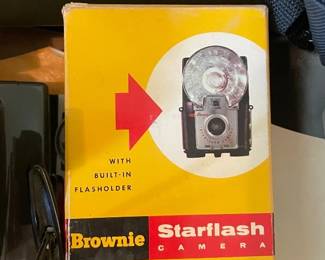 WITH
BUILT-IN
FLASHOLDER
Brownie Starflash
CAMERA